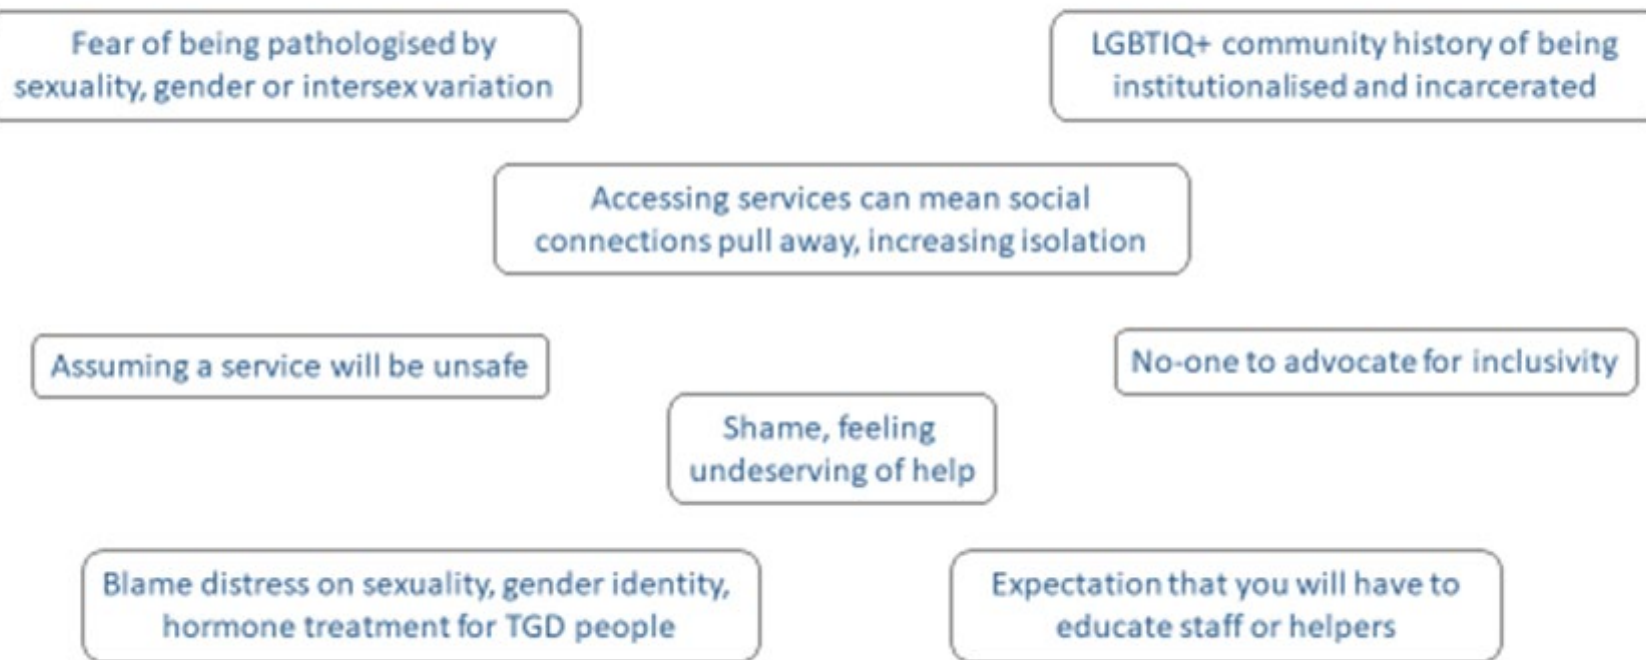 Fear of being pathologised by
sexuality, gender or intersex variation
LGBTIQ+ community history of being
institutionalised and incarcerated
Accessing services can mean social
connections pull away, increasing isolation
Assuming a service will be unsafe
No-one to advocate for inclusivity
Shame, feeling
undeserving of help
Blame distress on sexuality, gender identity,
hormone treatment for TGD people
Expectation that you will have to
educate staff or helpers